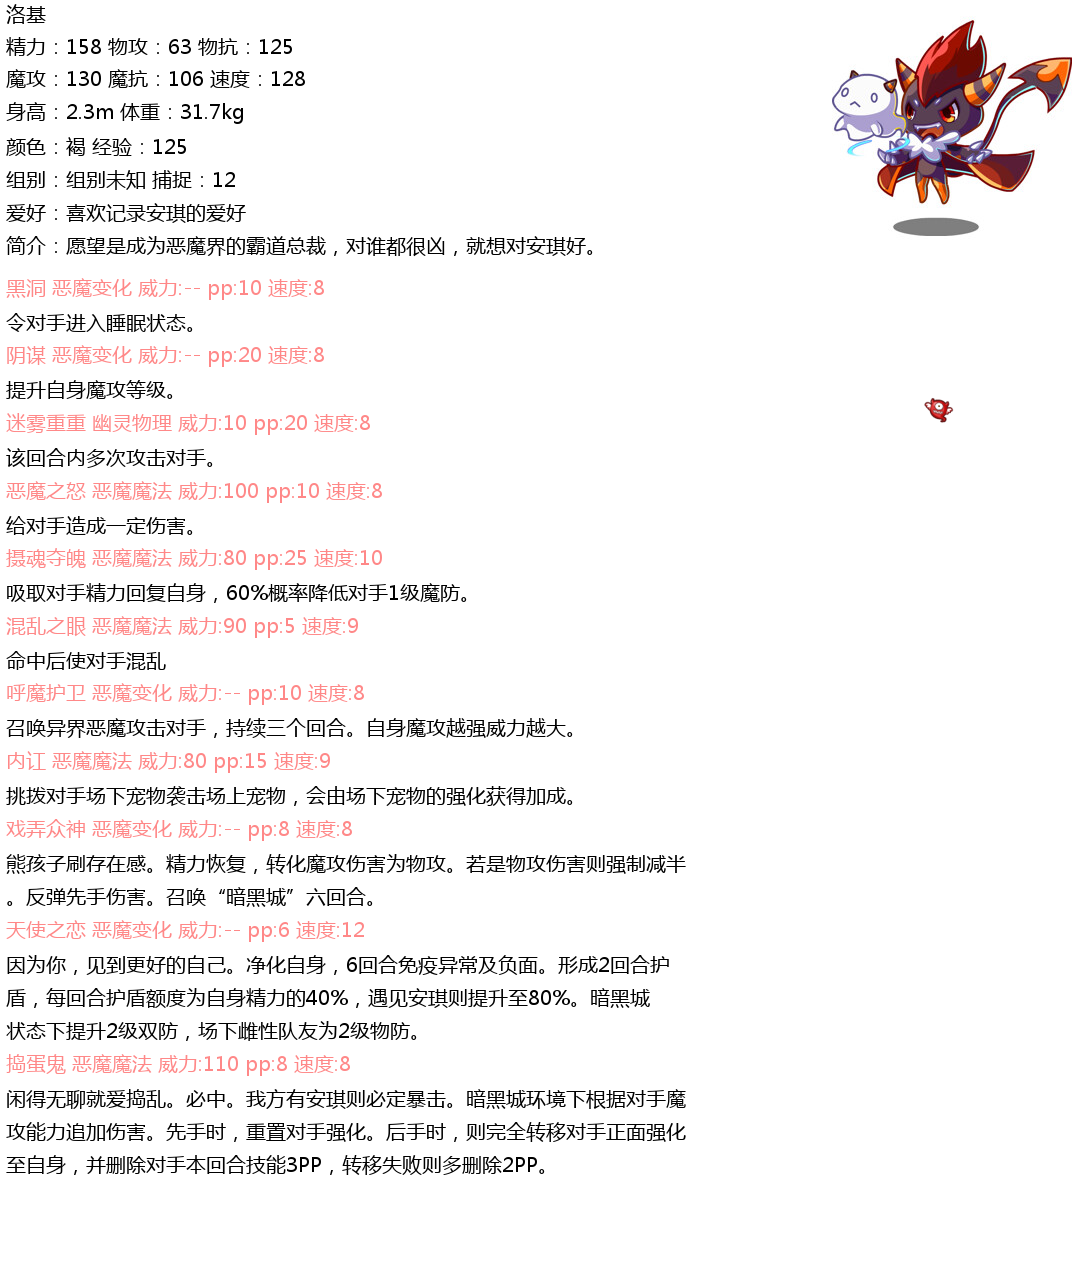 洛基
精力：158 物攻：63 物抗：125
魔攻：130 魔抗：106 速度：128
身高：2.3m 体重：31.7kg
颜色：褐 经验：125
组别：组别未知 捕捉：12
爱好：喜欢记录安琪的爱好
简介：愿望是成为恶魔界的霸道总裁，对谁都很凶，就想对安琪好。
黑洞 恶魔变化 威力:-- pp:10 速度:8
令对手进入睡眠状态。
阴谋 恶魔变化 威力:-- pp:20 速度:8
提升自身魔攻等级。
迷雾重重 幽灵物理 威力:10 pp:20 速度:8
该回合内多次攻击对手。
恶魔之怒 恶魔魔法 威力:100 pp:10 速度:8
给对手造成一定伤害。
摄魂夺魄 恶魔魔法 威力:80 pp:25 速度:10
吸取对手精力回复自身，60%概率降低对手1级魔防。
混乱之眼 恶魔魔法 威力:90 pp:5 速度:9
命中后使对手混乱
呼魔护卫 恶魔变化 威力:-- pp:10 速度:8
召唤异界恶魔攻击对手，持续三个回合。自身魔攻越强威力越大。
内讧 恶魔魔法 威力:80 pp:15 速度:9
挑拨对手场下宠物袭击场上宠物，会由场下宠物的强化获得加成。
戏弄众神 恶魔变化 威力:-- pp:8 速度:8
熊孩子刷存在感。精力恢复，转化魔攻伤害为物攻。若是物攻伤害则强制减半
。反弹先手伤害。召唤“暗黑城”六回合。
天使之恋 恶魔变化 威力:-- pp:6 速度:12
因为你，见到更好的自己。净化自身，6回合免疫异常及负面。形成2回合护
盾，每回合护盾额度为自身精力的40%，遇见安琪则提升至80%。暗黑城
状态下提升2级双防，场下雌性队友为2级物防。
捣蛋鬼 恶魔魔法 威力:110 pp:8 速度:8
闲得无聊就爱捣乱。必中。我方有安琪则必定暴击。暗黑城环境下根据对手魔
攻能力追加伤害。先手时，重置对手强化。后手时，则完全转移对手正面强化
至自身，并删除对手本回合技能3PP，转移失败则多删除2PP。